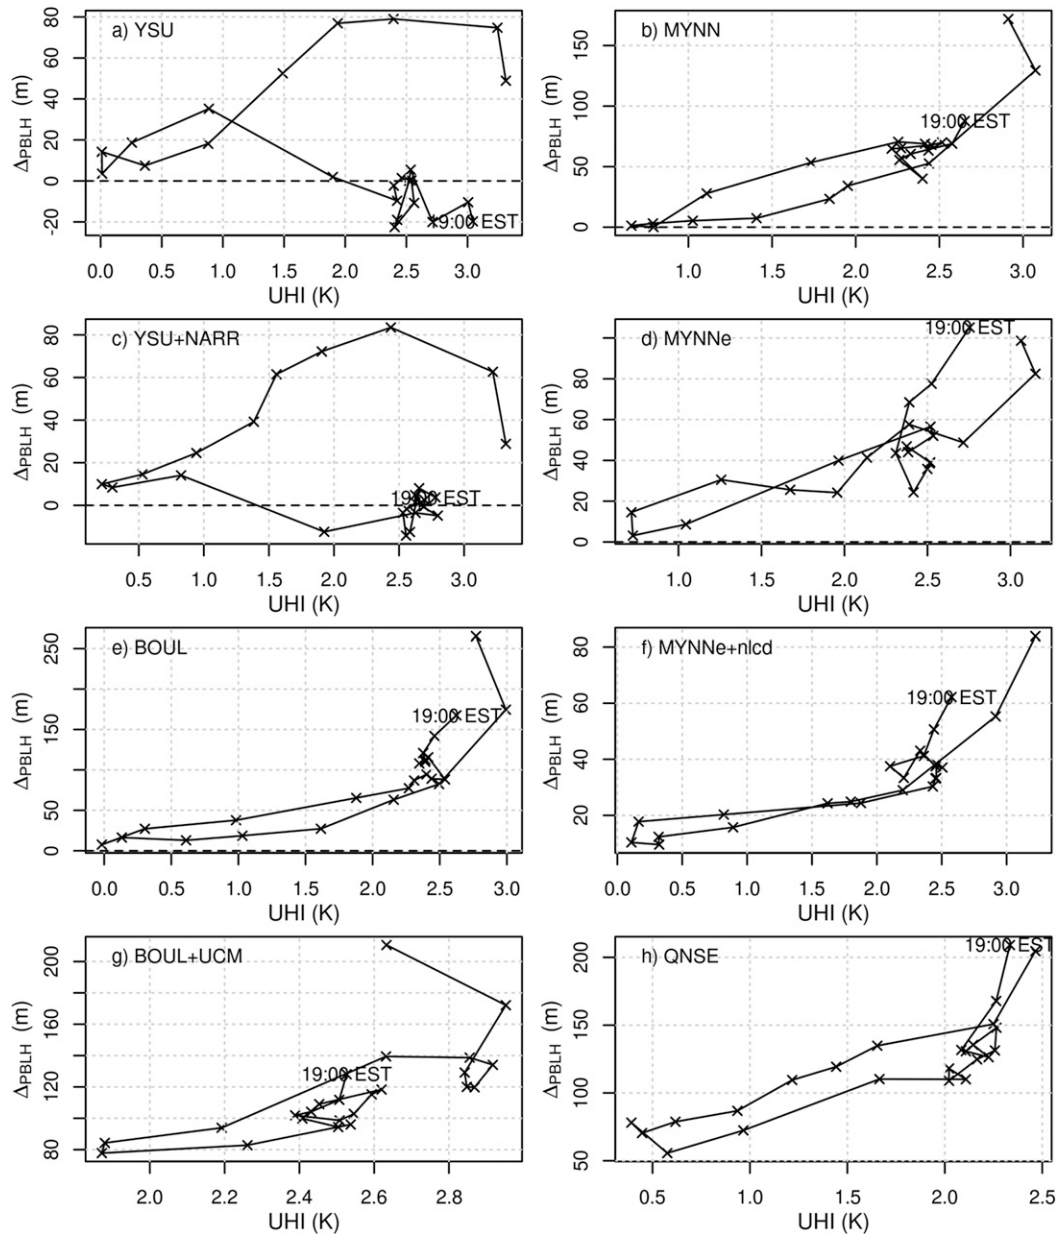 a) YSU
80
60
40
20
0
-20
ΔPBLH (m)
9:00 EST
0.0 0.5 1.0 1.5 2.0 2.5 3.0
UHI (K)
b) MYNN
150
100
50
0
ΔPBLH (m)
19:00 EST
1.0 1.5 2.0 2.5 3.0
UHI (K)
c) YSU+NARR
80
60
40
20
0
ΔPBLH (m)
19:00 EST
0.5 1.0 1.5 2.0 2.5 3.0
UHI (K)
d) MYNNe
80
60
40
20
0
ΔPBLH (m)
19:00 EST
1.0 1.5 2.0 2.5 3.0
UHI (K)
e) BOUL
250
150
50
0
ΔPBLH (m)
19:00 EST
0.0 0.5 1.0 1.5 2.0 2.5 3.0
UHI (K)
f) MYNNe+nlcd
80
60
40
20
ΔPBLH (m)
19:00 EST
0.0 0.5 1.0 1.5 2.0 2.5 3.0
UHI (K)
g) BOUL+UCM
200
160
120
80
ΔPBLH (m)
19:00 EST
2.0 2.2 2.4 2.6 2.8
UHI (K)
h) QNSE
200
150
100
50
ΔPBLH (m)
19:00 EST
0.5 1.0 1.5 2.0 2.5
UHI (K)